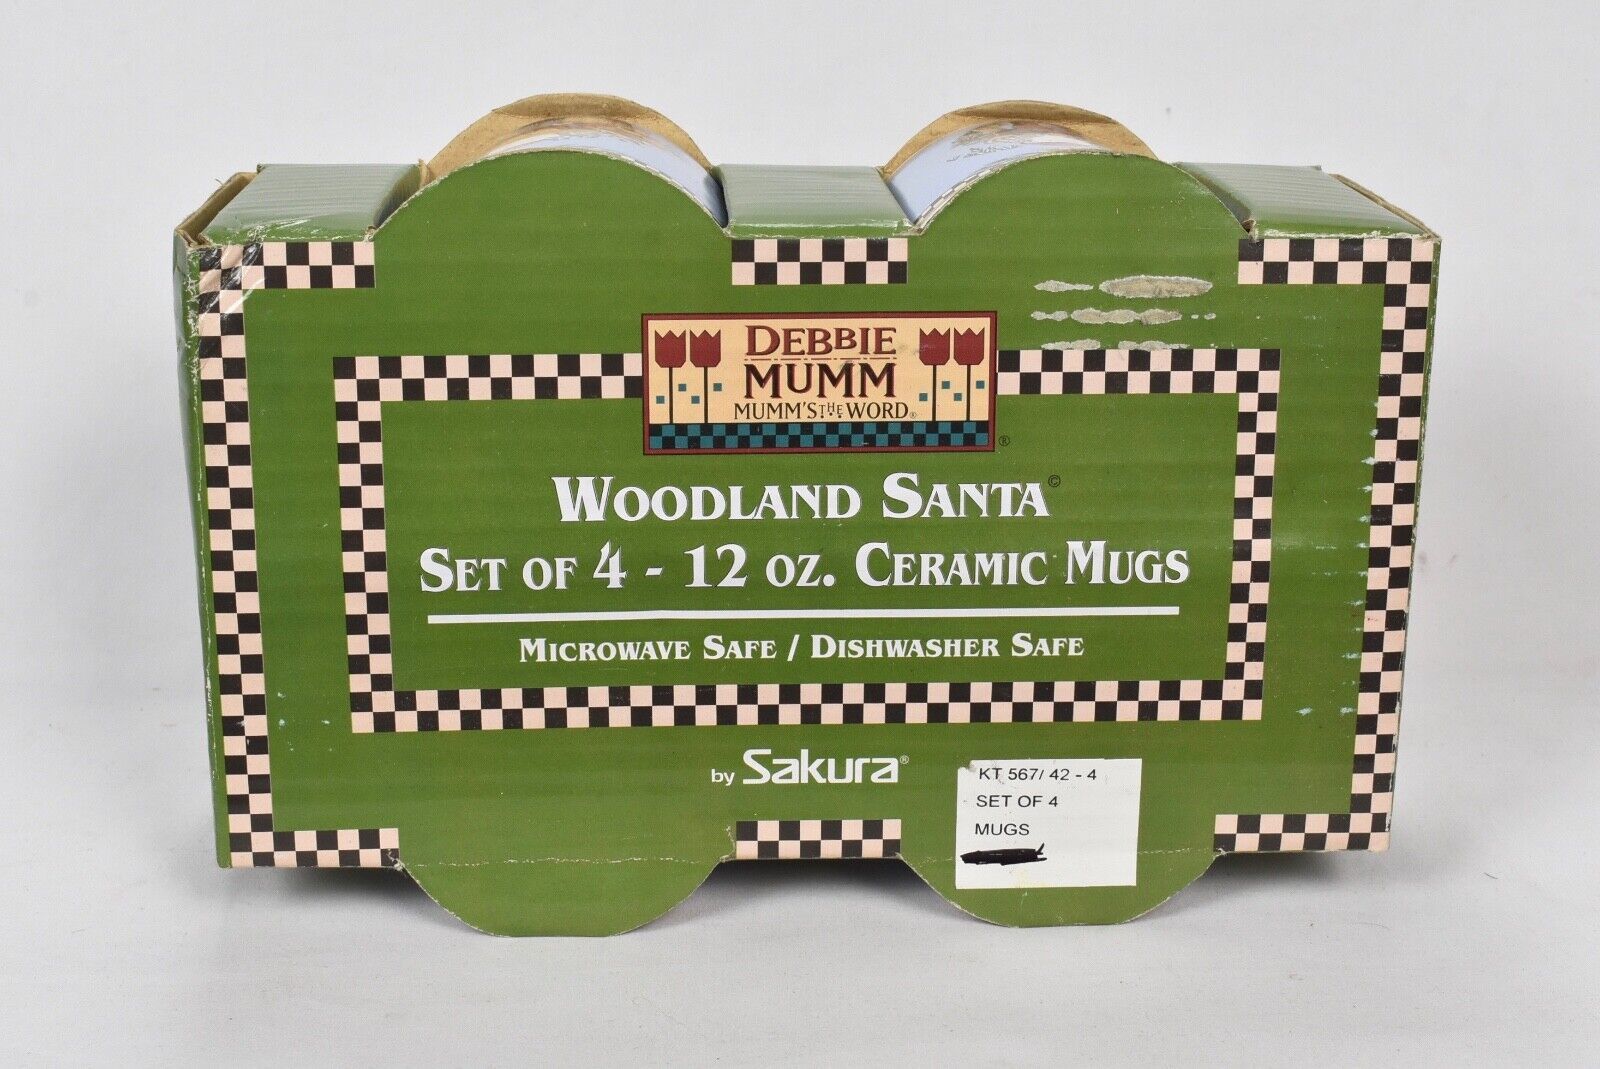 DEBBIE
MUMM
MUMM'S THE WORD®
®
WOODLAND SANTA©
SET OF 4 - 12 OZ. CERAMIC MUGS
MICROWAVE SAFE / DISHWASHER SAFE
by Sakura®
KT 567/ 42 - 4
SET OF 4
MUGS